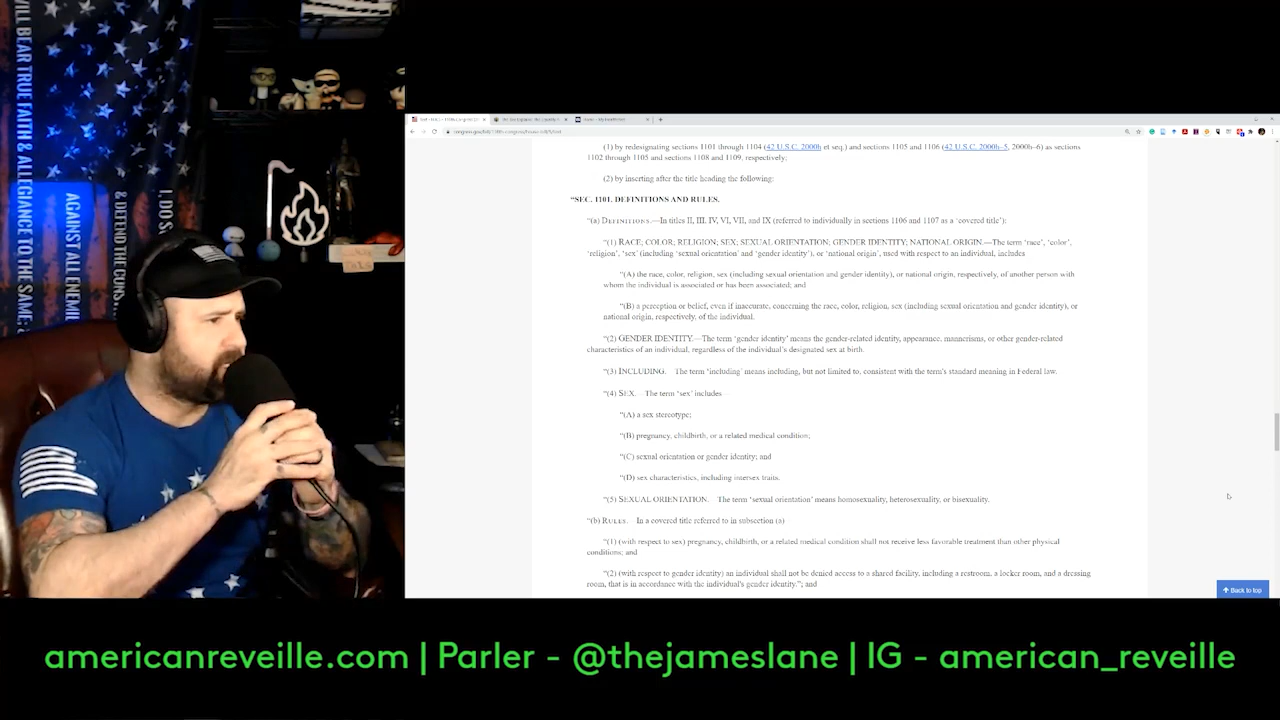 VILL BEAR TRUE FAITH & ALLEGIANCE TO THE SAME:
AGAINST ALL ENEMIE
& DEFEND THE CONS
I, DO S
(1) by redesignating sections 1101 through 1104 (42 U.S.C. 2000h et seq.) and sections 1105 and 1106 (42 U.S.C. 2000h–5, 2000h–6) as sections
1102 through 1105 and sections 1108 and 1109, respectively;
(2) by inserting after the title heading the following:
“SEC. 1101. DEFINITIONS AND RULES.
“(a) DEFINITIONS.—In titles II, III, IV, VI, VII, and IX (referred to individually in sections 1106 and 1107 as a ‘covered title’):
“(1) RACE; COLOR; RELIGION; SEX; SEXUAL ORIENTATION; GENDER IDENTITY; NATIONAL ORIGIN.—The term ‘race’, ‘color’,
‘religion’, ‘sex’ (including ‘sexual orientation’ and ‘gender identity’), or ‘national origin’, used with respect to an individual, includes
“(A) the race, color, religion, sex (including sexual orientation and gender identity), or national origin, respectively, of another person with
whom the individual is associated or has been associated; and
“(B) a perception or belief, even if inaccurate, concerning the race, color, religion, sex (including sexual orientation and gender identity), or
national origin, respectively, of the individual.
“(2) GENDER IDENTITY.—The term ‘gender identity’ means the gender-related identity, appearance, mannerisms, or other gender-related
characteristics of an individual, regardless of the individual’s designated sex at birth.
“(3) INCLUDING. The term ‘including’ means including, but not limited to, consistent with the term’s standard meaning in Federal law.
“(4) SEX. The term ‘sex’ includes
“(A) a sex stereotype;
“(B) pregnancy, childbirth, or a related medical condition;
“(C) sexual orientation or gender identity; and
“(D) sex characteristics, including intersex traits.
“(5) SEXUAL ORIENTATION. The term ‘sexual orientation’ means homosexuality, heterosexuality, or bisexuality.
“(b) RULES. In a covered title referred to in subsection (a)
“(1) (with respect to sex) pregnancy, childbirth, or a related medical condition shall not receive less favorable treatment than other physical
conditions; and
“(2) (with respect to gender identity) an individual shall not be denied access to a shared facility, including a restroom, a locker room, and a dressing
room, that is in accordance with the individual’s gender identity.”; and
Back to top
americanreveille.com | Parler - @thejameslane | IG - american_reveille